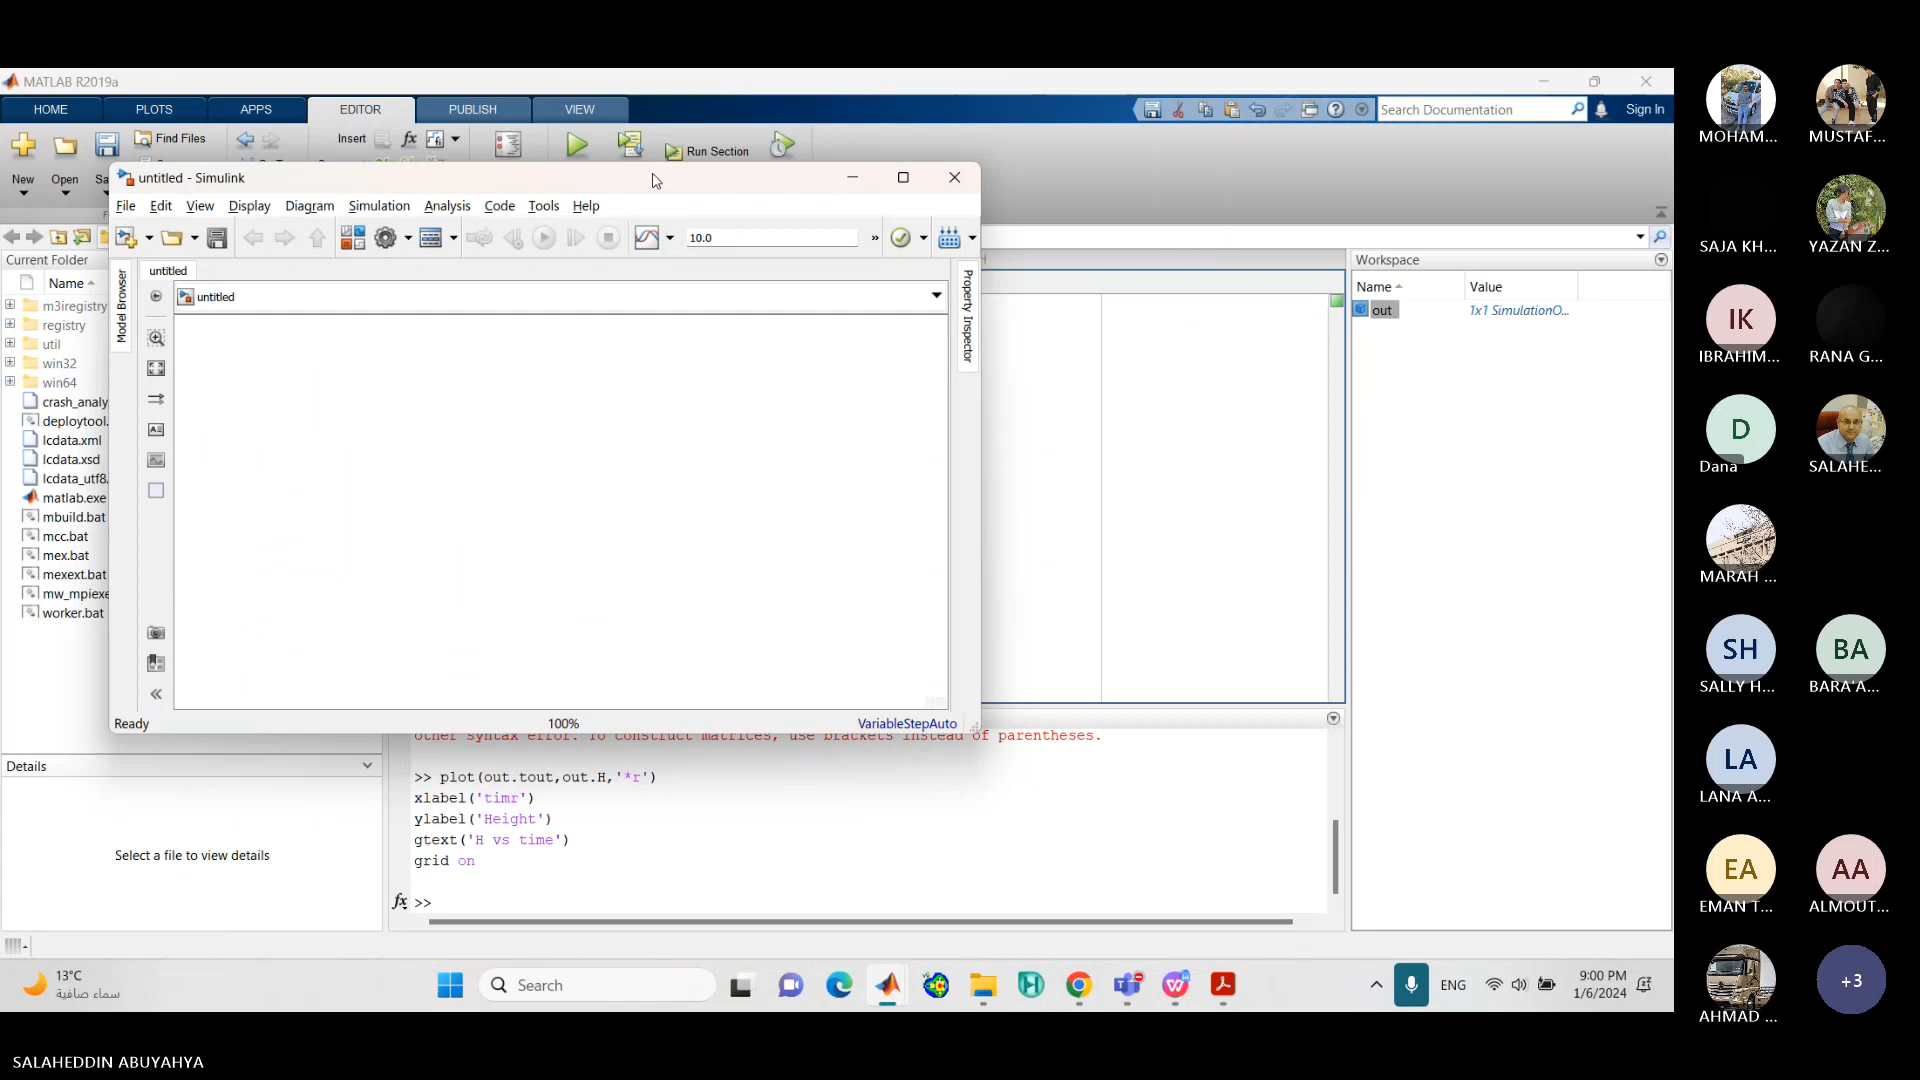 MATLAB R2019a
HOME PLOTS APPS EDITOR PUBLISH VIEW
Search Documentation
Sign In
Find Files
Insert
fx
Run Section
New
Open
untitled - Simulink
File Edit View Display Diagram Simulation Analysis Code Tools Help
10.0
»
Current Folder
Name
m3iregistry
registry
util
win32
win64
crash_analy
deploytool.
lcdata.xml
lcdata.xsd
lcdata_utf8.
matlab.exe
mbuild.bat
mcc.bat
mex.bat
mexext.bat
mw_mpiexe
worker.bat
Model Browser
untitled
untitled
Property Inspector
Ready
100%
VariableStepAuto
Workspace
Name Value
out 1x1 SimulationO...
Details
Select a file to view details
other syntax error. To construct matrices, use brackets instead of parentheses.
>> plot(out.tout,out.H,'*r')
xlabel('timr')
ylabel('Height')
gtext('H vs time')
grid on
fx >>
13°C
سماء صافية
Search
ENG
9:00 PM
1/6/2024
MOHAM...
MUSTAF...
SAJA KH...
YAZAN Z...
IK
IBRAHIM...
RANA G...
D
Dana
SALAHE...
MARAH ...
SH
SALLY H...
BA
BARA'A...
LA
LANA A...
EA
EMAN T...
AA
ALMOUT...
AHMAD ...
+3
SALAHEDDIN ABUYAHYA